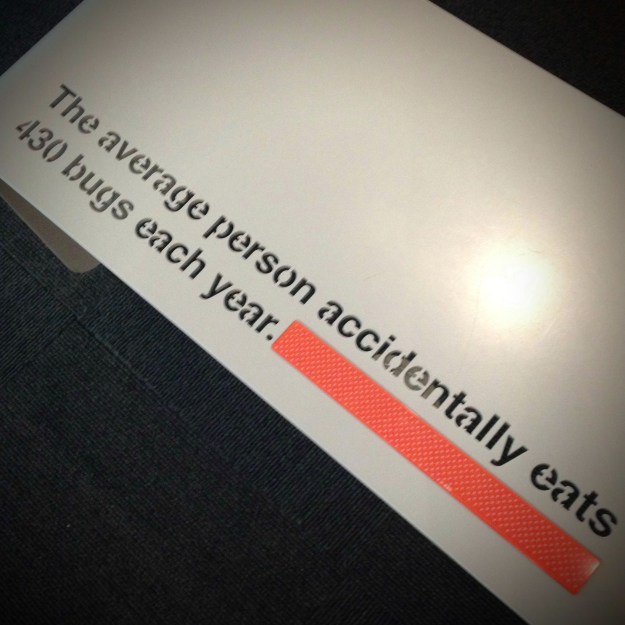 The average person accidentally eats
430 bugs each year.